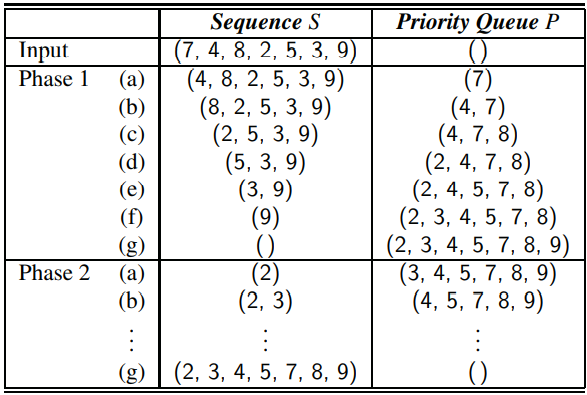 Sequence S Priority Queue P
Input (7, 4, 8, 2, 5, 3, 9) ()
Phase 1 (a) (4, 8, 2, 5, 3, 9) (7)
(b) (8, 2, 5, 3, 9) (4, 7)
(c) (2, 5, 3, 9) (4, 7, 8)
(d) (5, 3, 9) (2, 4, 7, 8)
(e) (3, 9) (2, 4, 5, 7, 8)
(f) (9) (2, 3, 4, 5, 7, 8)
(g) () (2, 3, 4, 5, 7, 8, 9)
Phase 2 (a) (2) (3, 4, 5, 7, 8, 9)
(b) (2, 3) (4, 5, 7, 8, 9)
⋮ ⋮ ⋮
(g) (2, 3, 4, 5, 7, 8, 9) ()